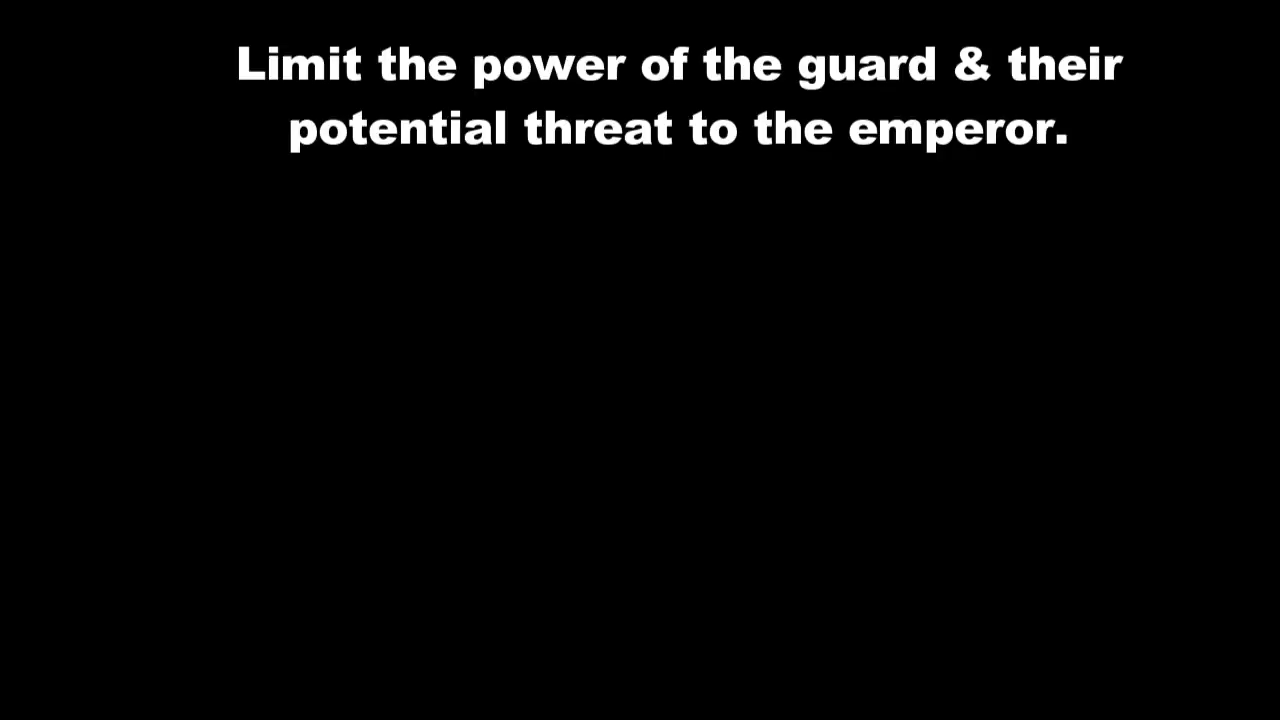 Limit the power of the guard & their
potential threat to the emperor.